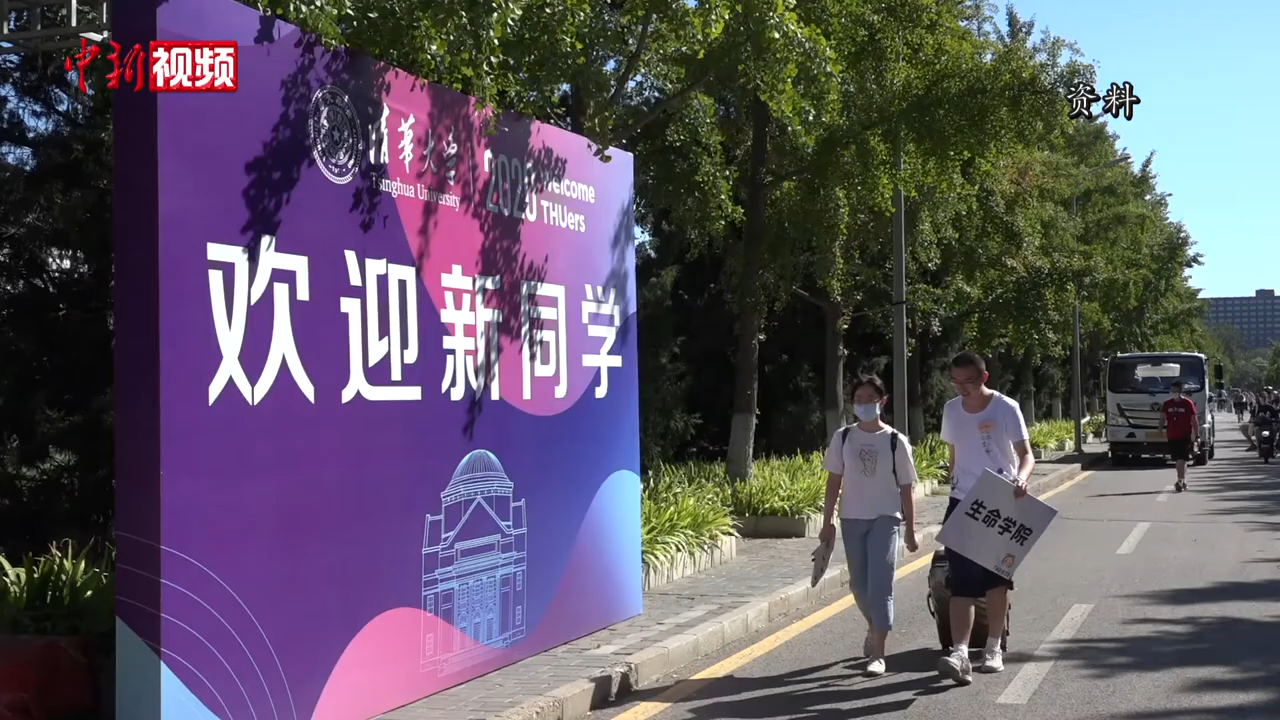 中新视频
资料
清华大学
Tsinghua University
2020 Welcome
THUers
欢迎新同学
生命学院